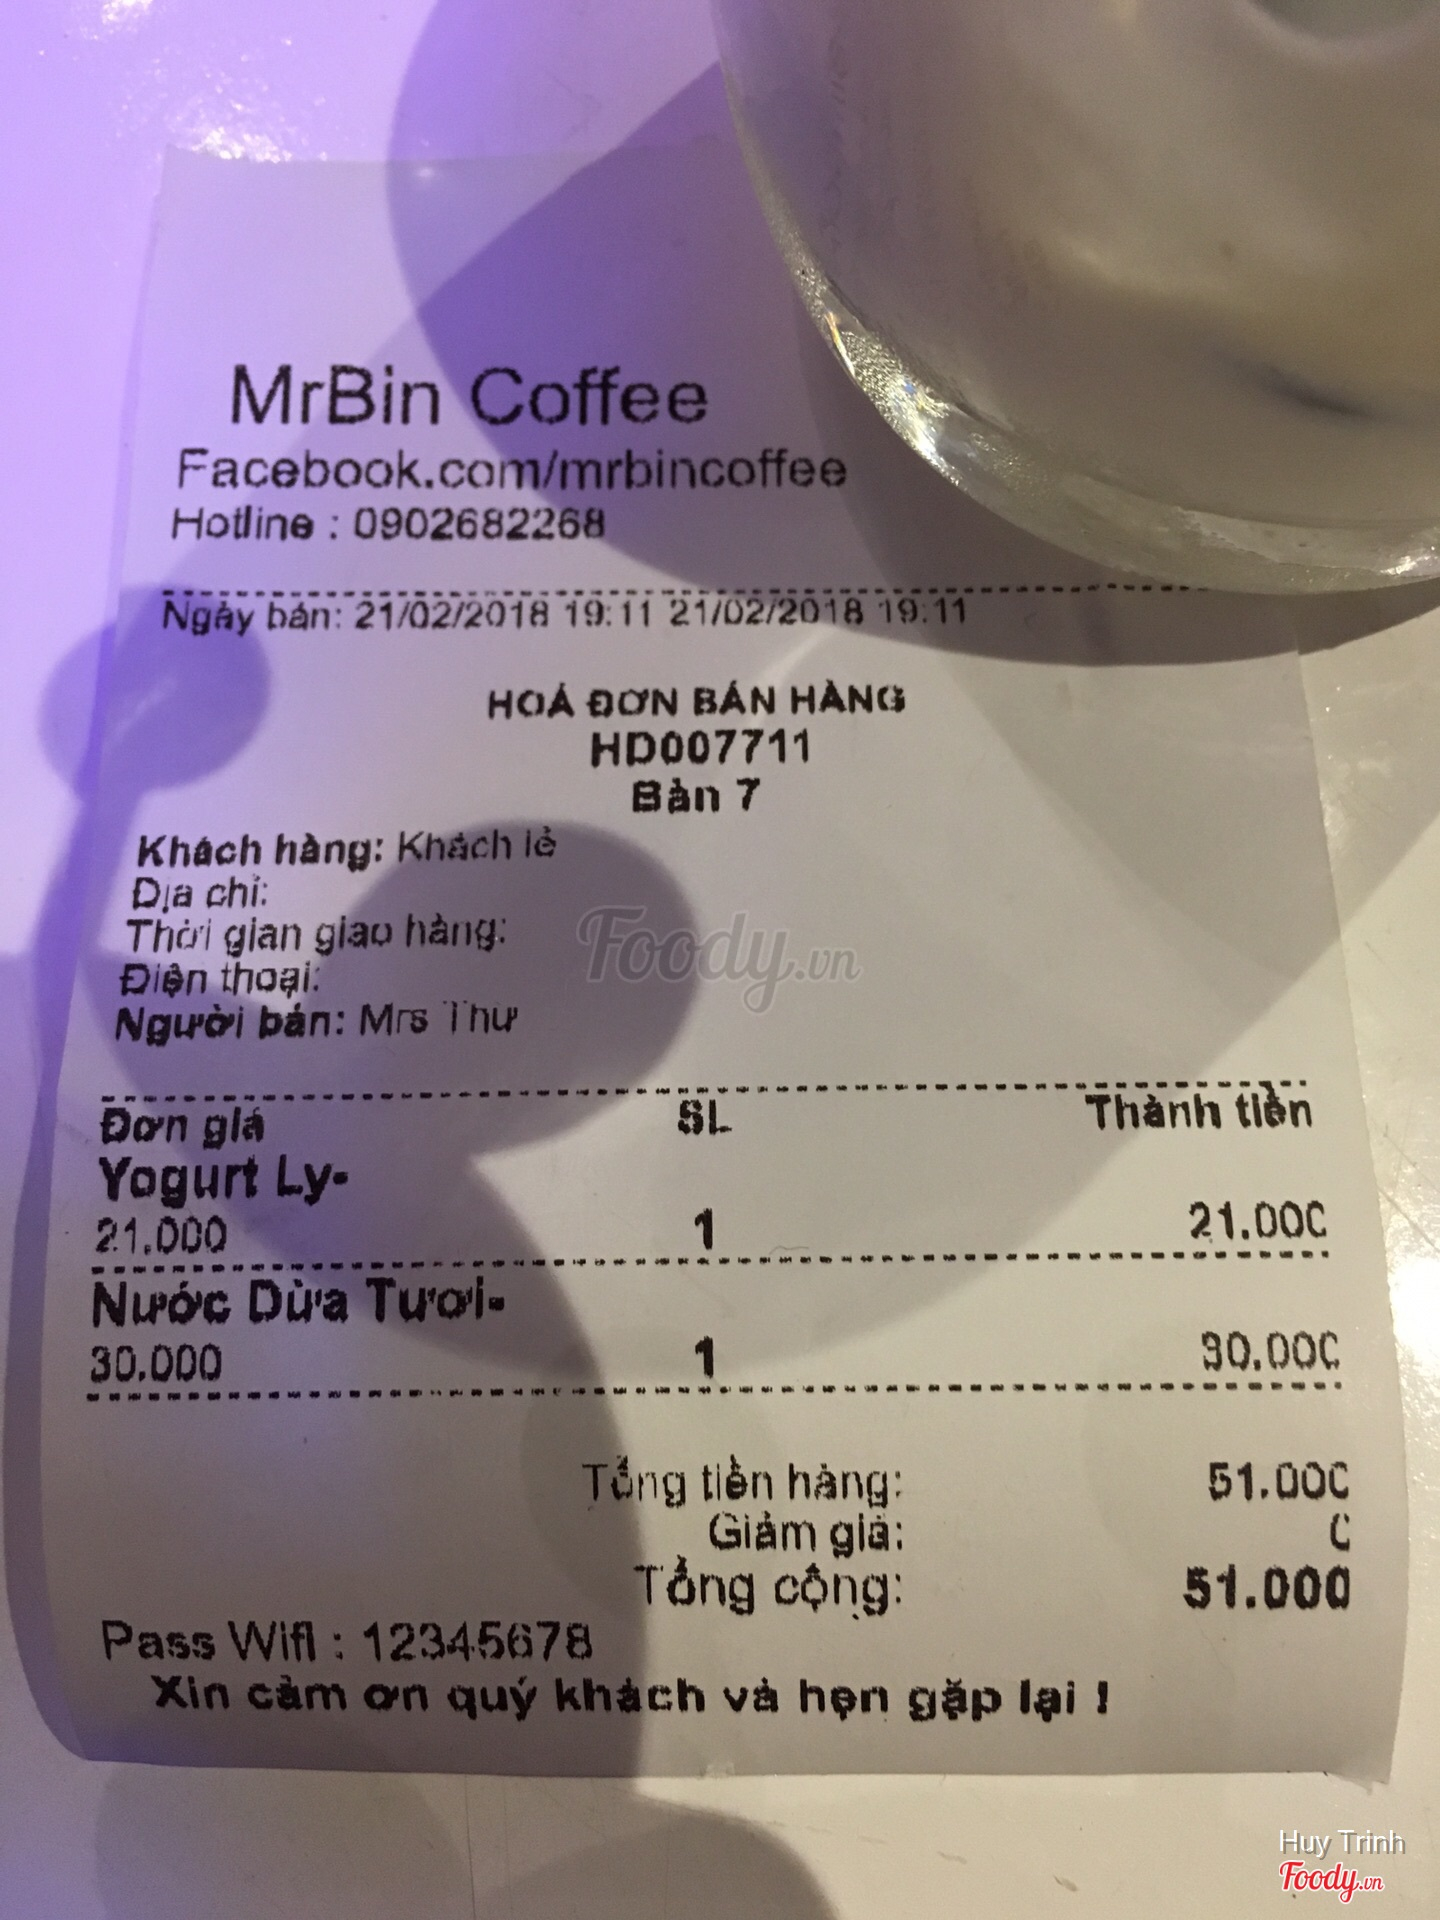 MrBin Coffee
Facebook.com/mrbincoffee
Hotline : 0902682268
Ngày bán: 21/02/2018 19:11 21/02/2018 19:11
HOÁ ĐƠN BÁN HÀNG
HD007711
Bàn 7
Khách hàng: Khách lẻ
Địa chỉ:
Thời gian giao hàng:
Điện thoại:
Người bán: Mrs Thư
Foody.vn
Đơn giá SL Thành tiền
Yogurt Ly-
21.000 1 21.000
Nước Dừa Tươi-
30.000 1 30.000
Tổng tiền hàng: 51.000
Giảm giá: 0
Tổng cộng: 51.000
Pass Wifi : 12345678
Xin cảm ơn quý khách và hẹn gặp lại !
Huy Trinh
Foody.vn